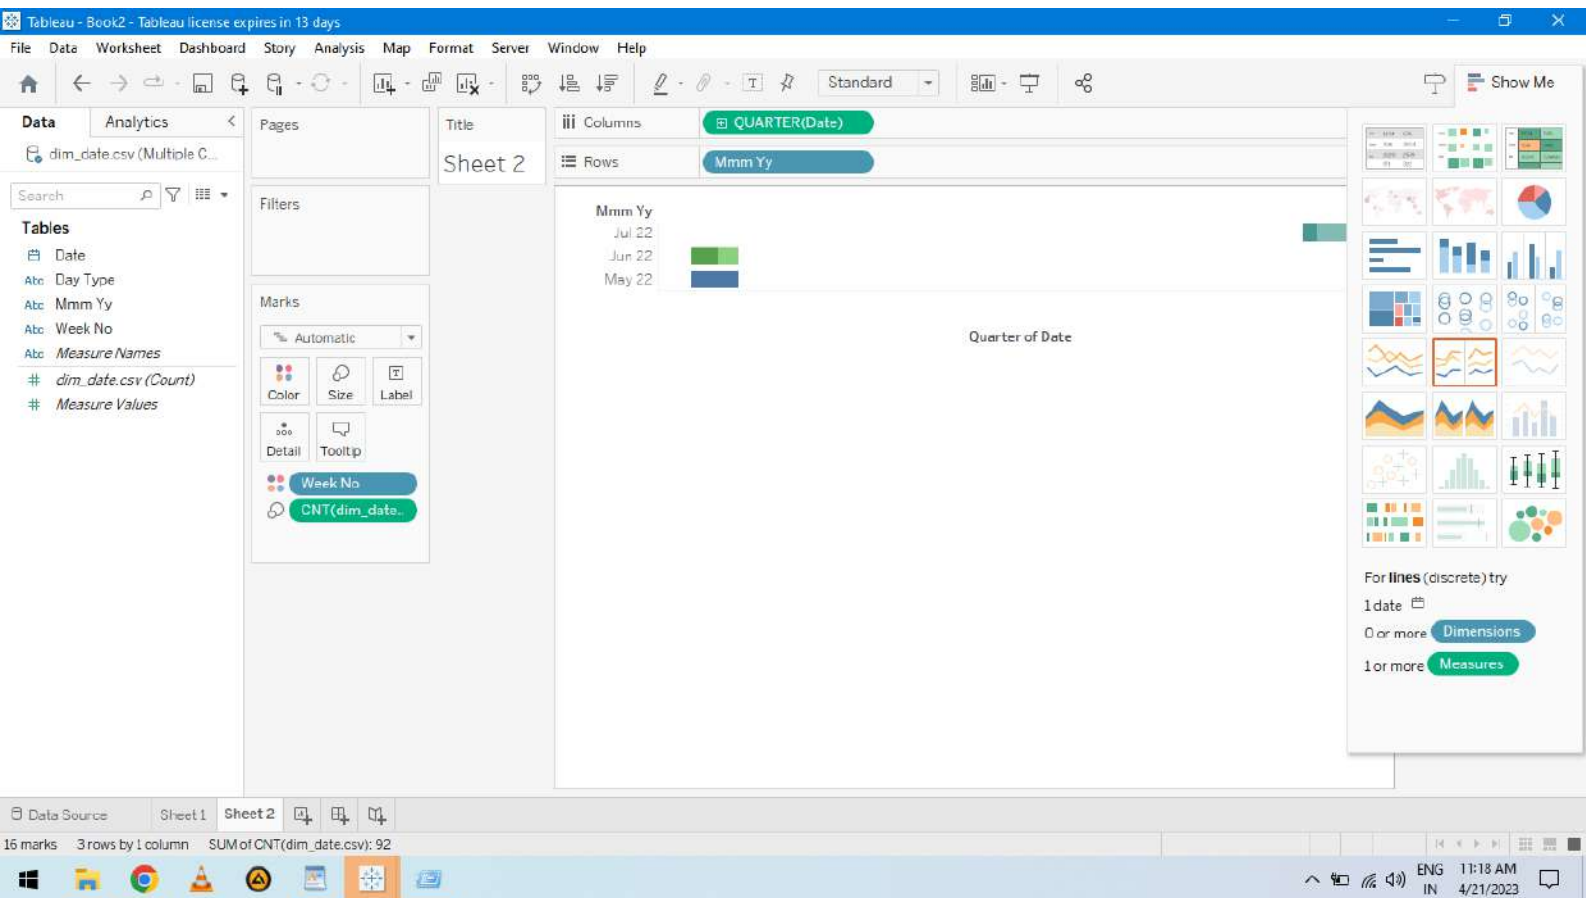 Tableau - Book2 - Tableau license expires in 13 days
File Data Worksheet Dashboard Story Analysis Map Format Server Window Help
Standard
Show Me
Data Analytics
dim_date.csv (Multiple C...
Search
Tables
Date
Abc Day Type
Abc Mmm Yy
Abc Week No
Abc Measure Names
# dim_date.csv (Count)
# Measure Values
Pages
Filters
Marks
Automatic
Color Size Label
Detail Tooltip
Week No
CNT(dim_date..
Title
Sheet 2
Columns QUARTER(Date)
Rows Mmm Yy
Mmm Yy
Jul 22
Jun 22
May 22
Quarter of Date
For lines (discrete) try
1 date
0 or more Dimensions
1 or more Measures
Data Source Sheet 1 Sheet 2
16 marks 3 rows by 1 column SUM of CNT(dim_date.csv): 92
ENG 11:18 AM
IN 4/21/2023